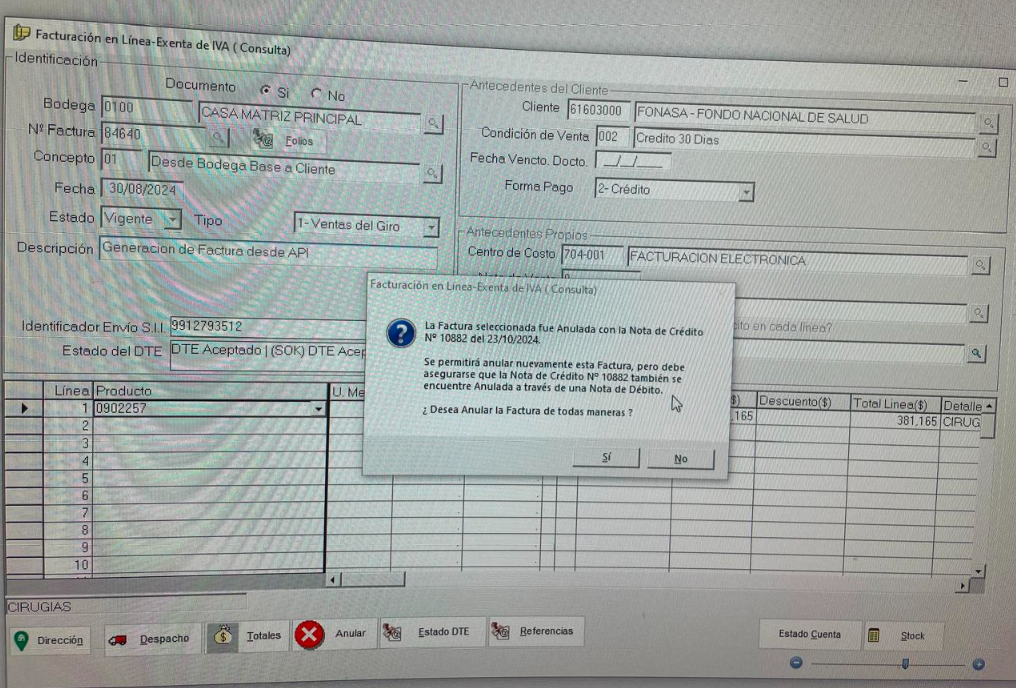 Facturación en Línea-Exenta de IVA ( Consulta)
Identificación
Documento Si No
Bodega 0100 CASA MATRIZ PRINCIPAL
Nº Factura 84640 Folios
Concepto 01 Desde Bodega Base a Cliente
Fecha 30/08/2024
Estado Vigente Tipo 1- Ventas del Giro
Descripción Generacion de Factura desde API
Identificador Envío S.I.I. 9912793512
Estado del DTE DTE Aceptado | (SOK) DTE Acep
Antecedentes del Cliente
Cliente 61603000 FONASA - FONDO NACIONAL DE SALUD
Condición de Venta 002 Credito 30 Dias
Fecha Vencto. Docto. __/__/____
Forma Pago 2- Crédito
Antecedentes Propios
Centro de Costo 704-001 FACTURACION ELECTRONICA
en cada línea?
Facturación en Línea-Exenta de IVA ( Consulta)
La Factura seleccionada fue Anulada con la Nota de Crédito
Nº 10882 del 23/10/2024.
Se permitirá anular nuevamente esta Factura, pero debe
asegurarse que la Nota de Crédito Nº 10882 también se
encuentre Anulada a través de una Nota de Débito.
¿ Desea Anular la Factura de todas maneras ?
Sí No
Línea Producto U. Me $) Descuento($) Total Linea($) Detalle
1 0902257 ,165 381,165 CIRUG
2
3
4
5
6
7
8
9
10
CIRUGIAS
Dirección Despacho Totales Anular Estado DTE Referencias Estado Cuenta Stock